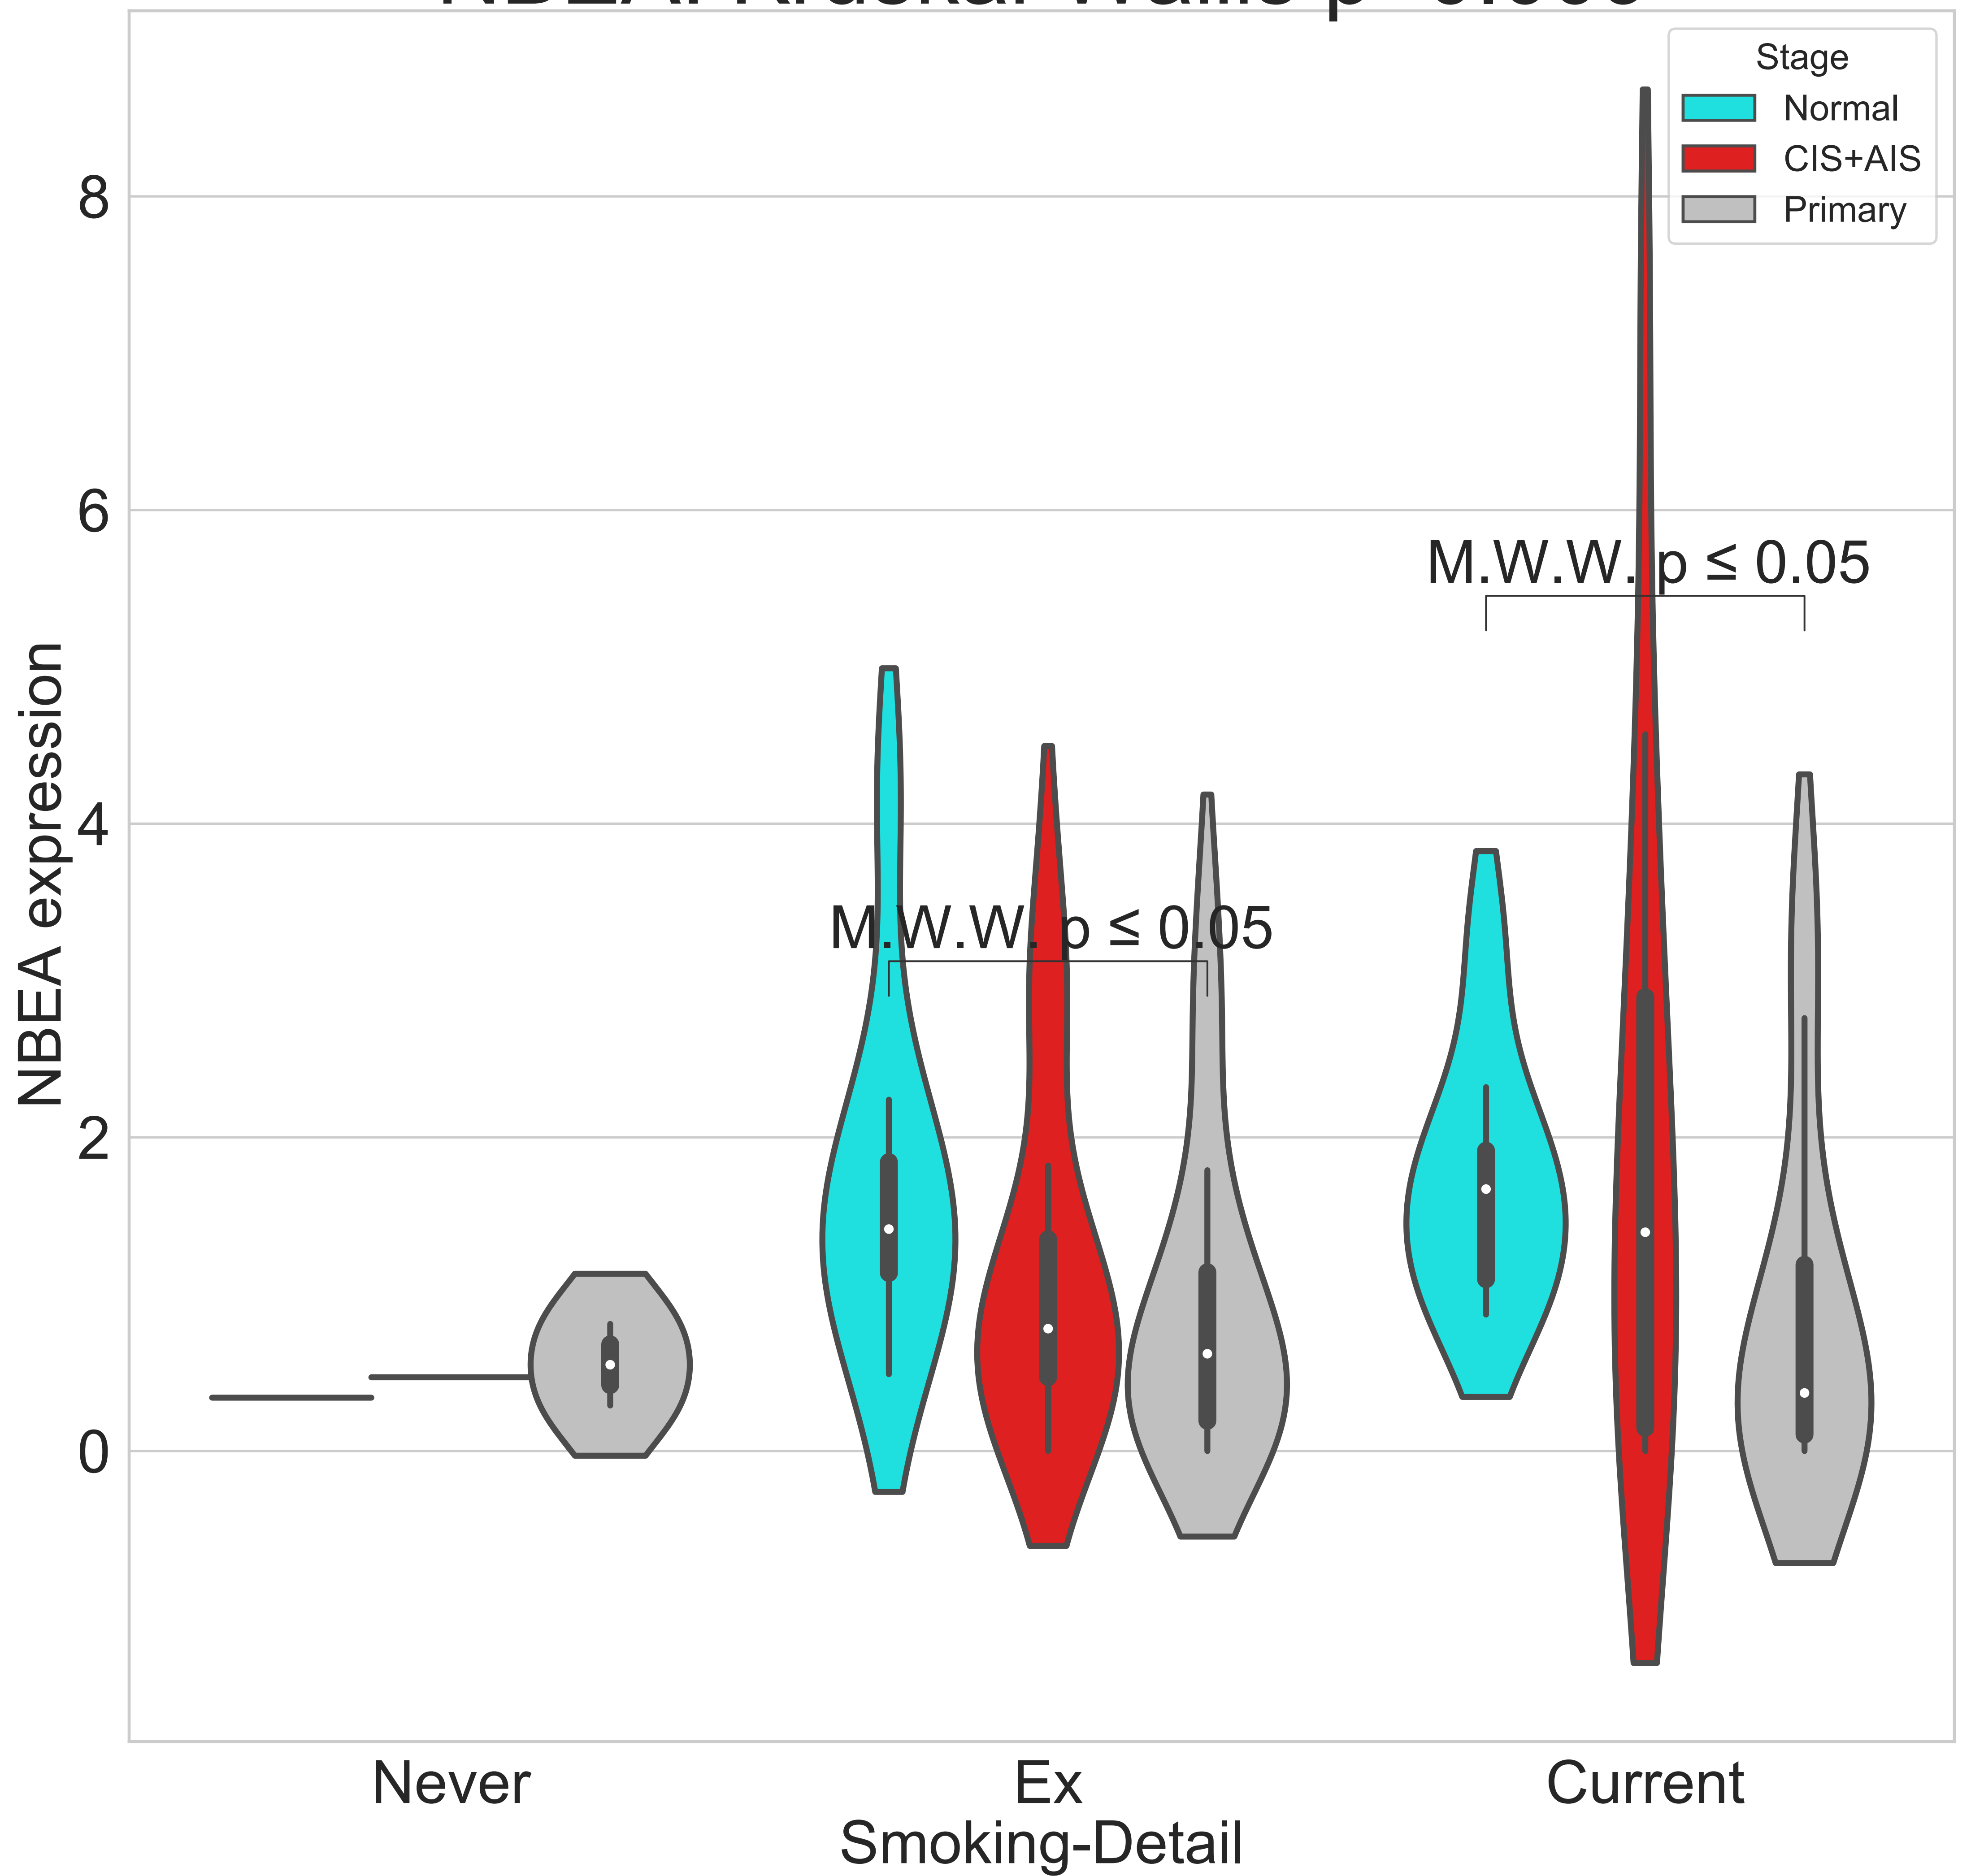 Stage
Normal
CIS+AIS
Primary
8
6
4
2
0
NBEA expression
M.W.W. p ≤ 0.05
M.W.W. p ≤ 0.05
Never
Ex
Current
Smoking-Detail